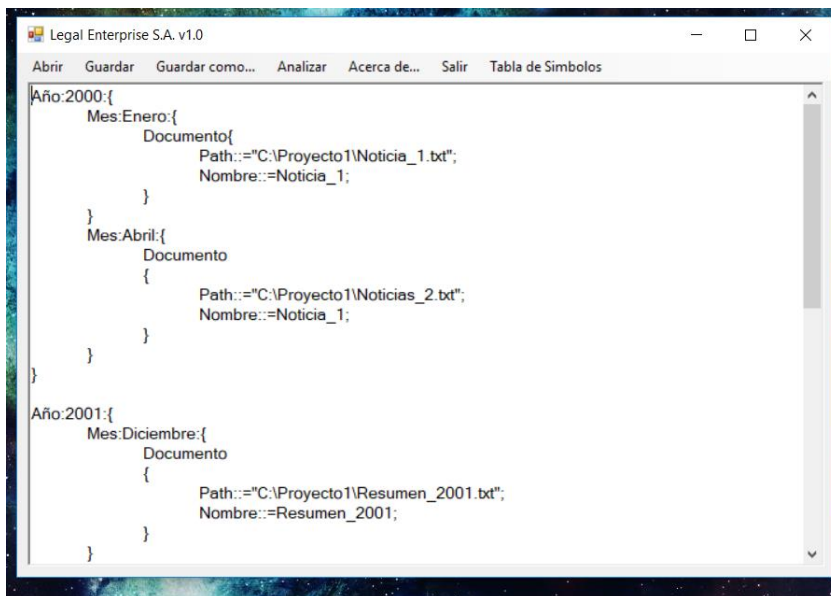 Legal Enterprise S.A. v1.0
Abrir Guardar Guardar como... Analizar Acerca de... Salir Tabla de Simbolos
Año:2000:{
Mes:Enero:{
Documento{
Path::="C:\Proyecto1\Noticia_1.txt";
Nombre::=Noticia_1;
}
}
Mes:Abril:{
Documento
{
Path::="C:\Proyecto1\Noticias_2.txt";
Nombre::=Noticia_1;
}
}
}
Año:2001:{
Mes:Diciembre:{
Documento
{
Path::="C:\Proyecto1\Resumen_2001.txt";
Nombre::=Resumen_2001;
}
}